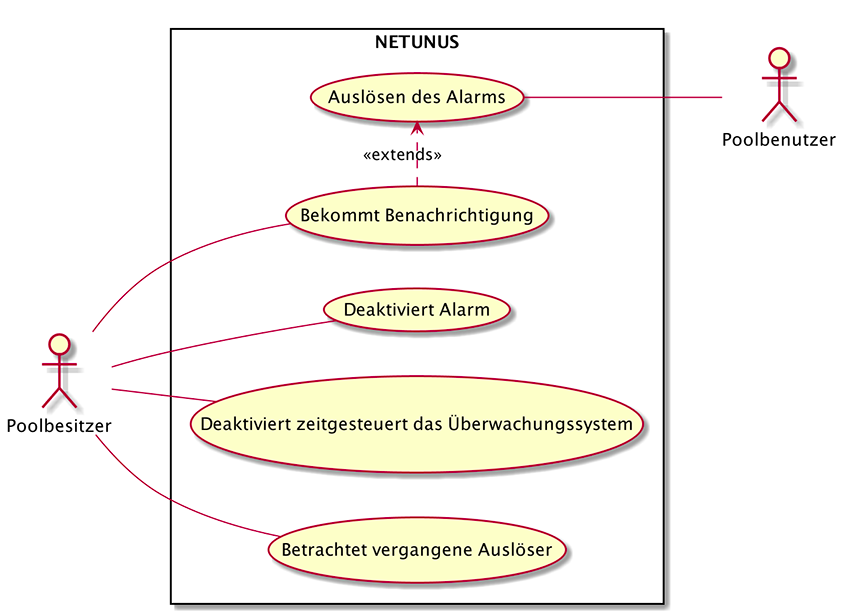 NETUNUS
Auslösen des Alarms
Poolbenutzer
«extends»
Bekommt Benachrichtigung
Deaktiviert Alarm
Poolbesitzer
Deaktiviert zeitgesteuert das Überwachungssystem
Betrachtet vergangene Auslöser